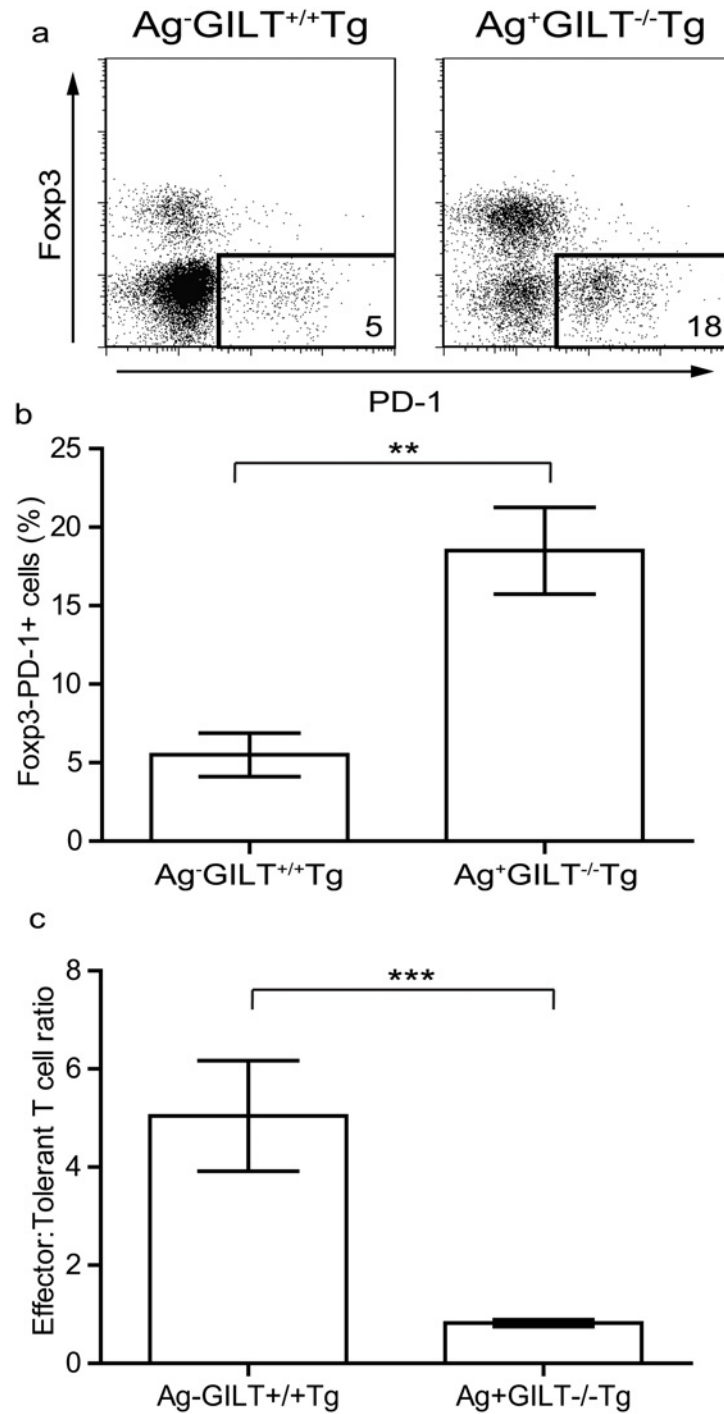 a
Ag⁻GILT⁺/⁺Tg Ag⁺GILT⁻/⁻Tg
Foxp3
5 18
PD-1
b
Foxp3-PD-1+ cells (%)
25
20
15
10
5
0
**
Ag⁻GILT⁺/⁺Tg Ag⁺GILT⁻/⁻Tg
c
Effector:Tolerant T cell ratio
8
6
4
2
0
***
Ag-GILT+/+Tg Ag+GILT-/-Tg